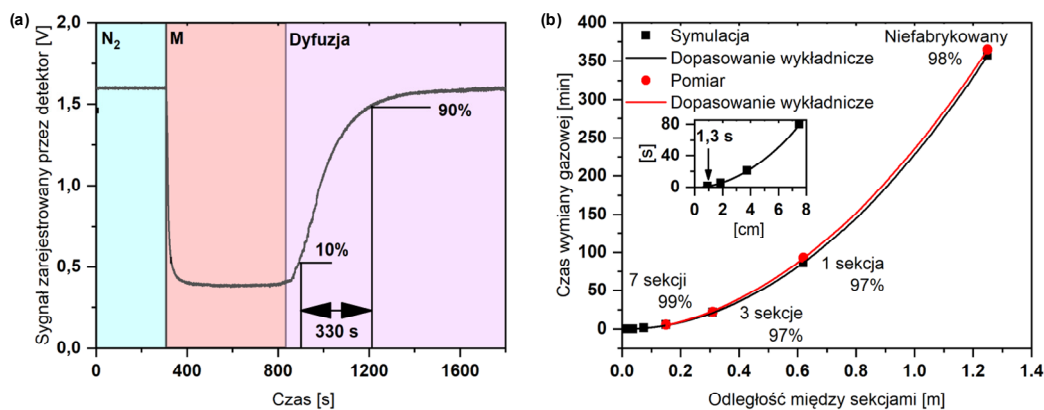 (a)
2,0
1,5
1,0
0,5
0,0
Sygnał zarejestrowany przez detektor [V]
N2
M
Dyfuzja
90%
10%
330 s
0
400
800
1200
1600
Czas [s]
(b)
400
350
300
250
200
150
100
50
0
Czas wymiany gazowej [min]
Symulacja
Dopasowanie wykładnicze
Pomiar
Dopasowanie wykładnicze
Niefabrykowany
98%
80
40
0
[s]
1,3 s
0 2 4 6 8
[cm]
7 sekcji
99%
3 sekcje
97%
1 sekcja
97%
0.0 0.2 0.4 0.6 0.8 1.0 1.2 1.4
Odległość między sekcjami [m]